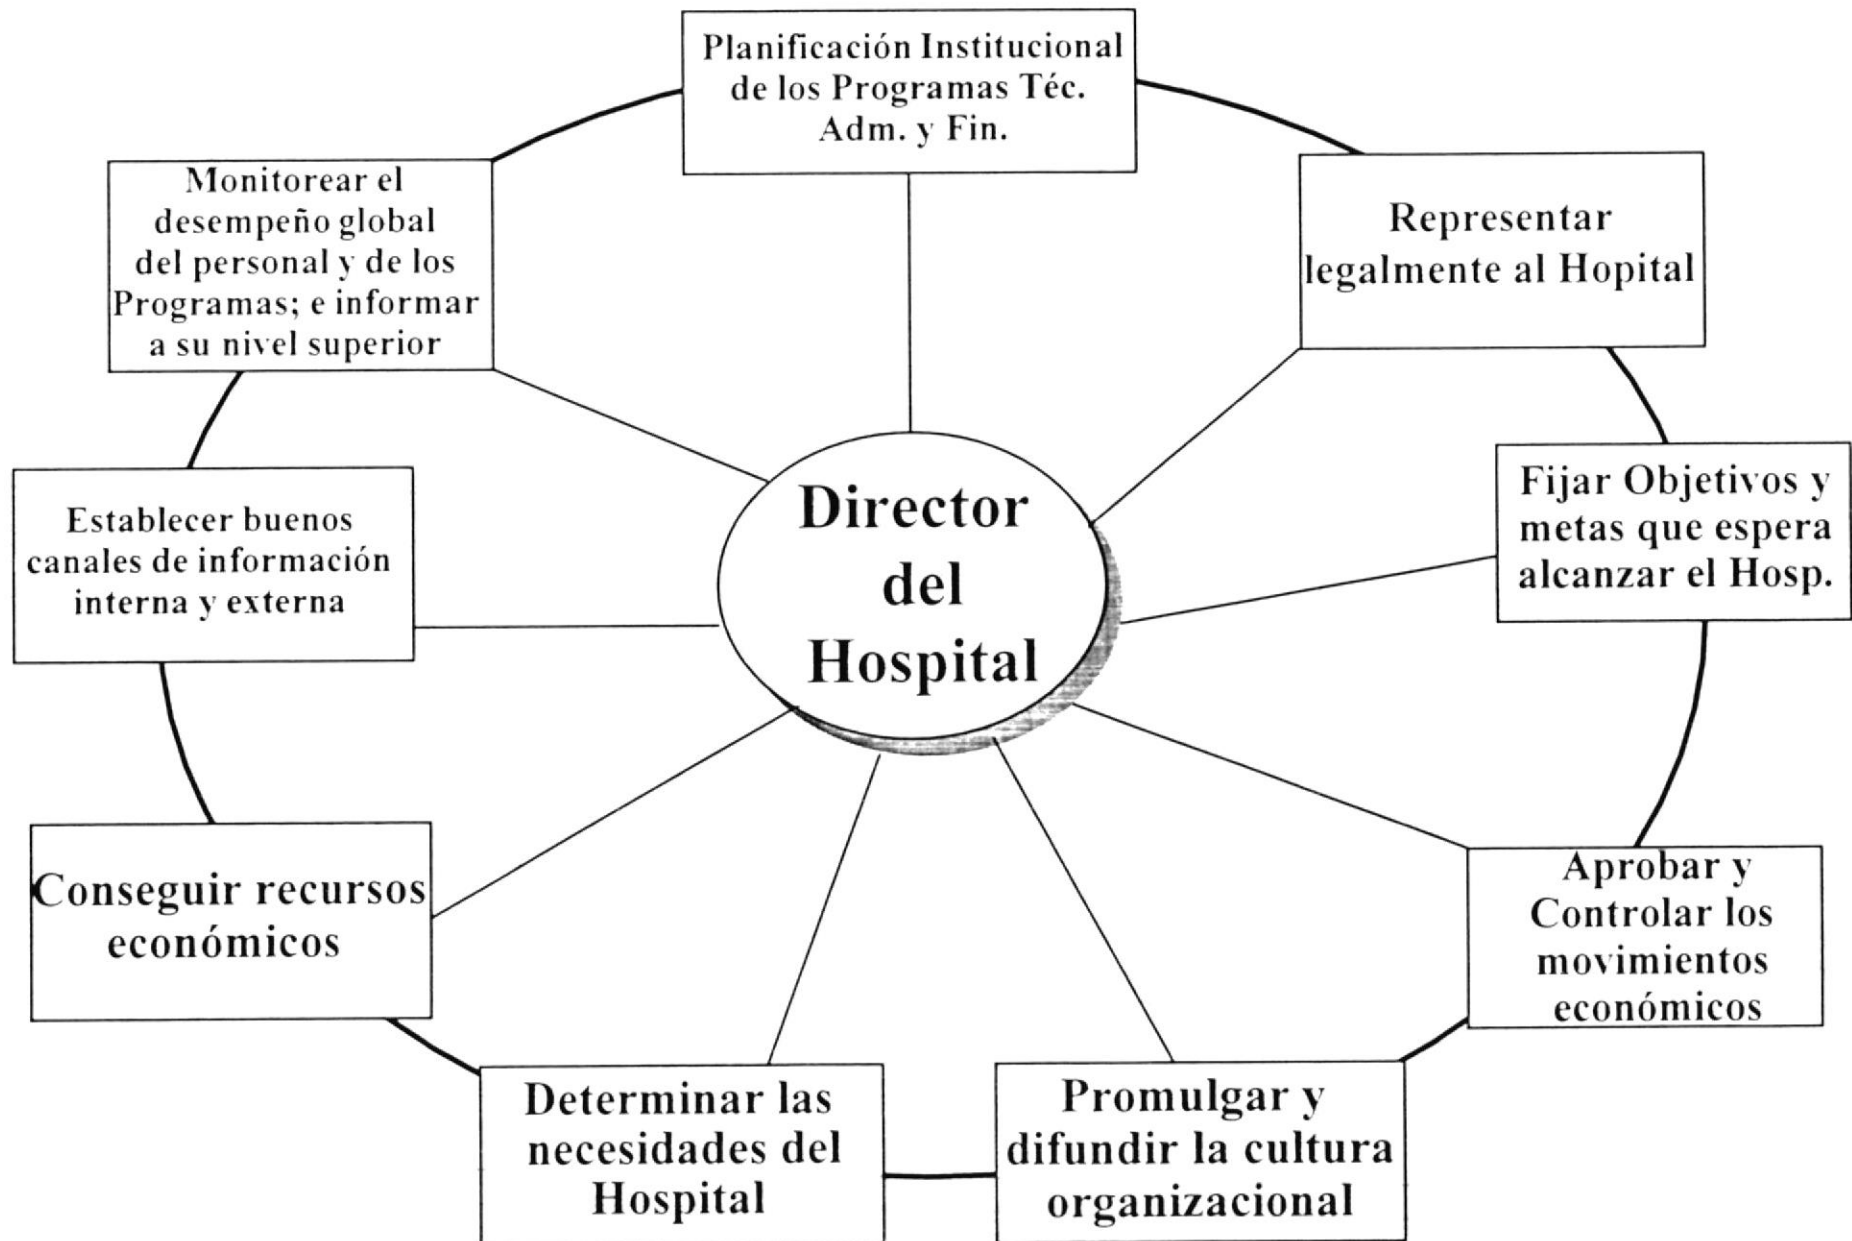 Planificación Institucional
de los Programas Téc.
Adm. y Fin.
Monitorear el
desempeño global
del personal y de los
Programas; e informar
a su nivel superior
Representar
legalmente al Hopital
Establecer buenos
canales de información
interna y externa
Director
del
Hospital
Fijar Objetivos y
metas que espera
alcanzar el Hosp.
Conseguir recursos
económicos
Aprobar y
Controlar los
movimientos
económicos
Determinar las
necesidades del
Hospital
Promulgar y
difundir la cultura
organizacional